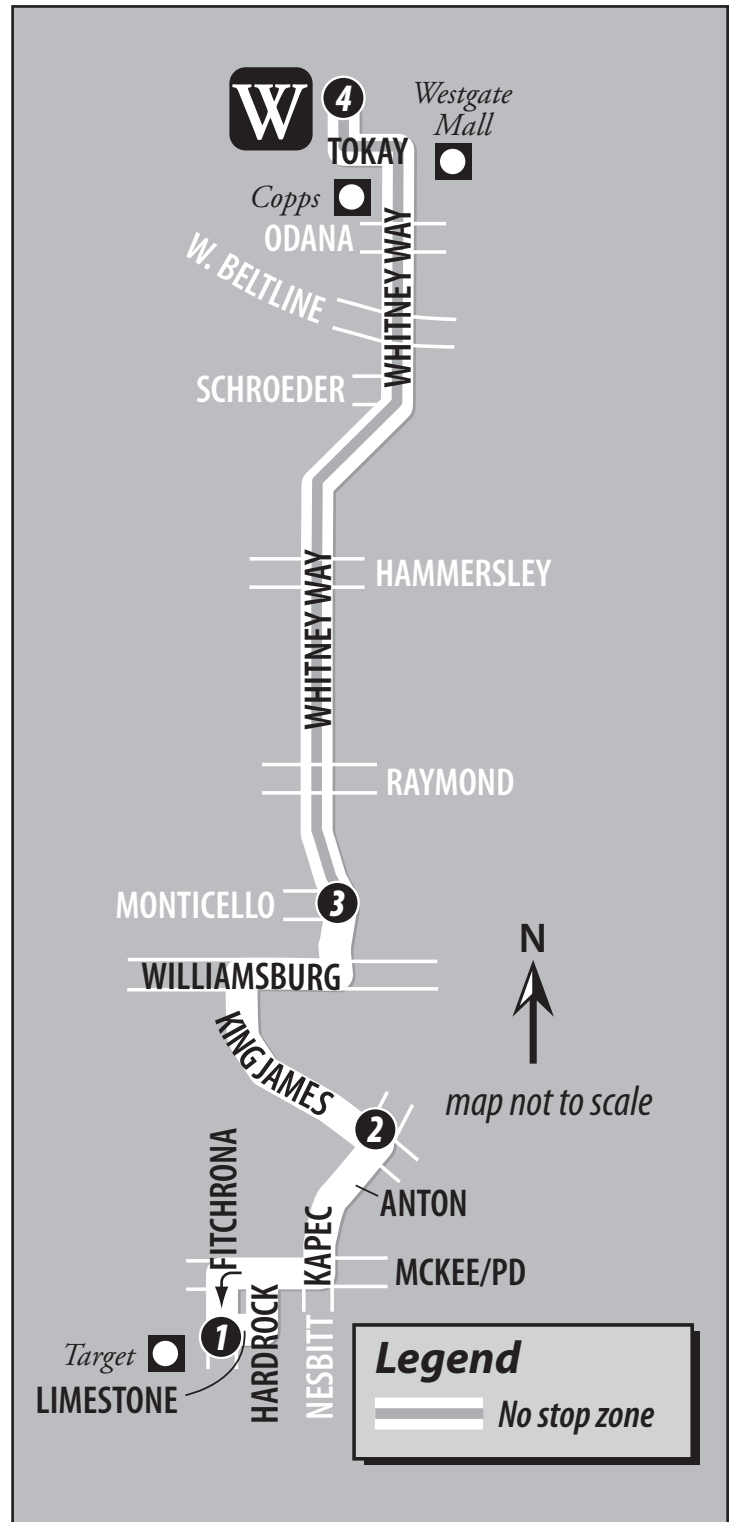 W
4
Westgate
Mall
TOKAY
Copps
ODANA
WHITNEY WAY
W. BELTLINE
SCHROEDER
WHITNEY WAY
HAMMERSLEY
RAYMOND
MONTICELLO
3
WILLIAMSBURG
N
KING JAMES
map not to scale
2
FITCHRONA
ANTON
KAPEC
MCKEE/PD
1
HARDROCK
NESBITT
Target
LIMESTONE
Legend
No stop zone